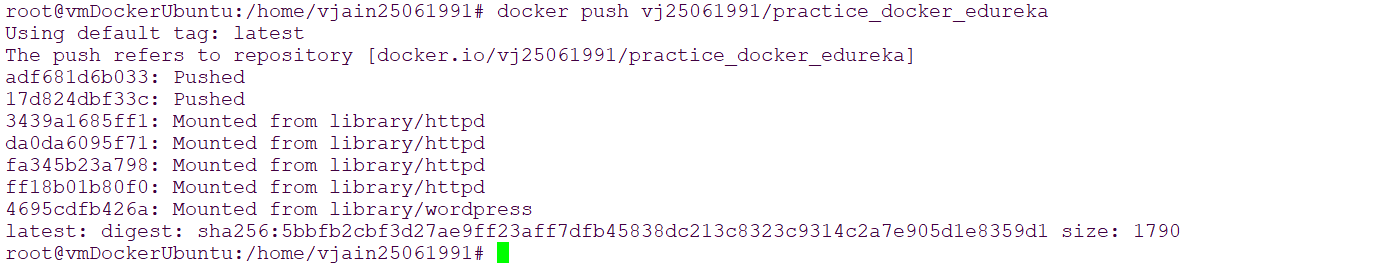 root@vmDockerUbuntu:/home/vjain25061991# docker push vj25061991/practice_docker_edureka
Using default tag: latest
The push refers to repository [docker.io/vj25061991/practice_docker_edureka]
adf681d6b033: Pushed
17d824dbf33c: Pushed
3439a1685ff1: Mounted from library/httpd
da0da6095f71: Mounted from library/httpd
fa345b23a798: Mounted from library/httpd
ff18b01b80f0: Mounted from library/httpd
4695cdfb426a: Mounted from library/wordpress
latest: digest: sha256:5bbfb2cbf3d27ae9ff23aff7dfb45838dc213c8323c9314c2a7e905d1e8359d1 size: 1790
root@vmDockerUbuntu:/home/vjain25061991#